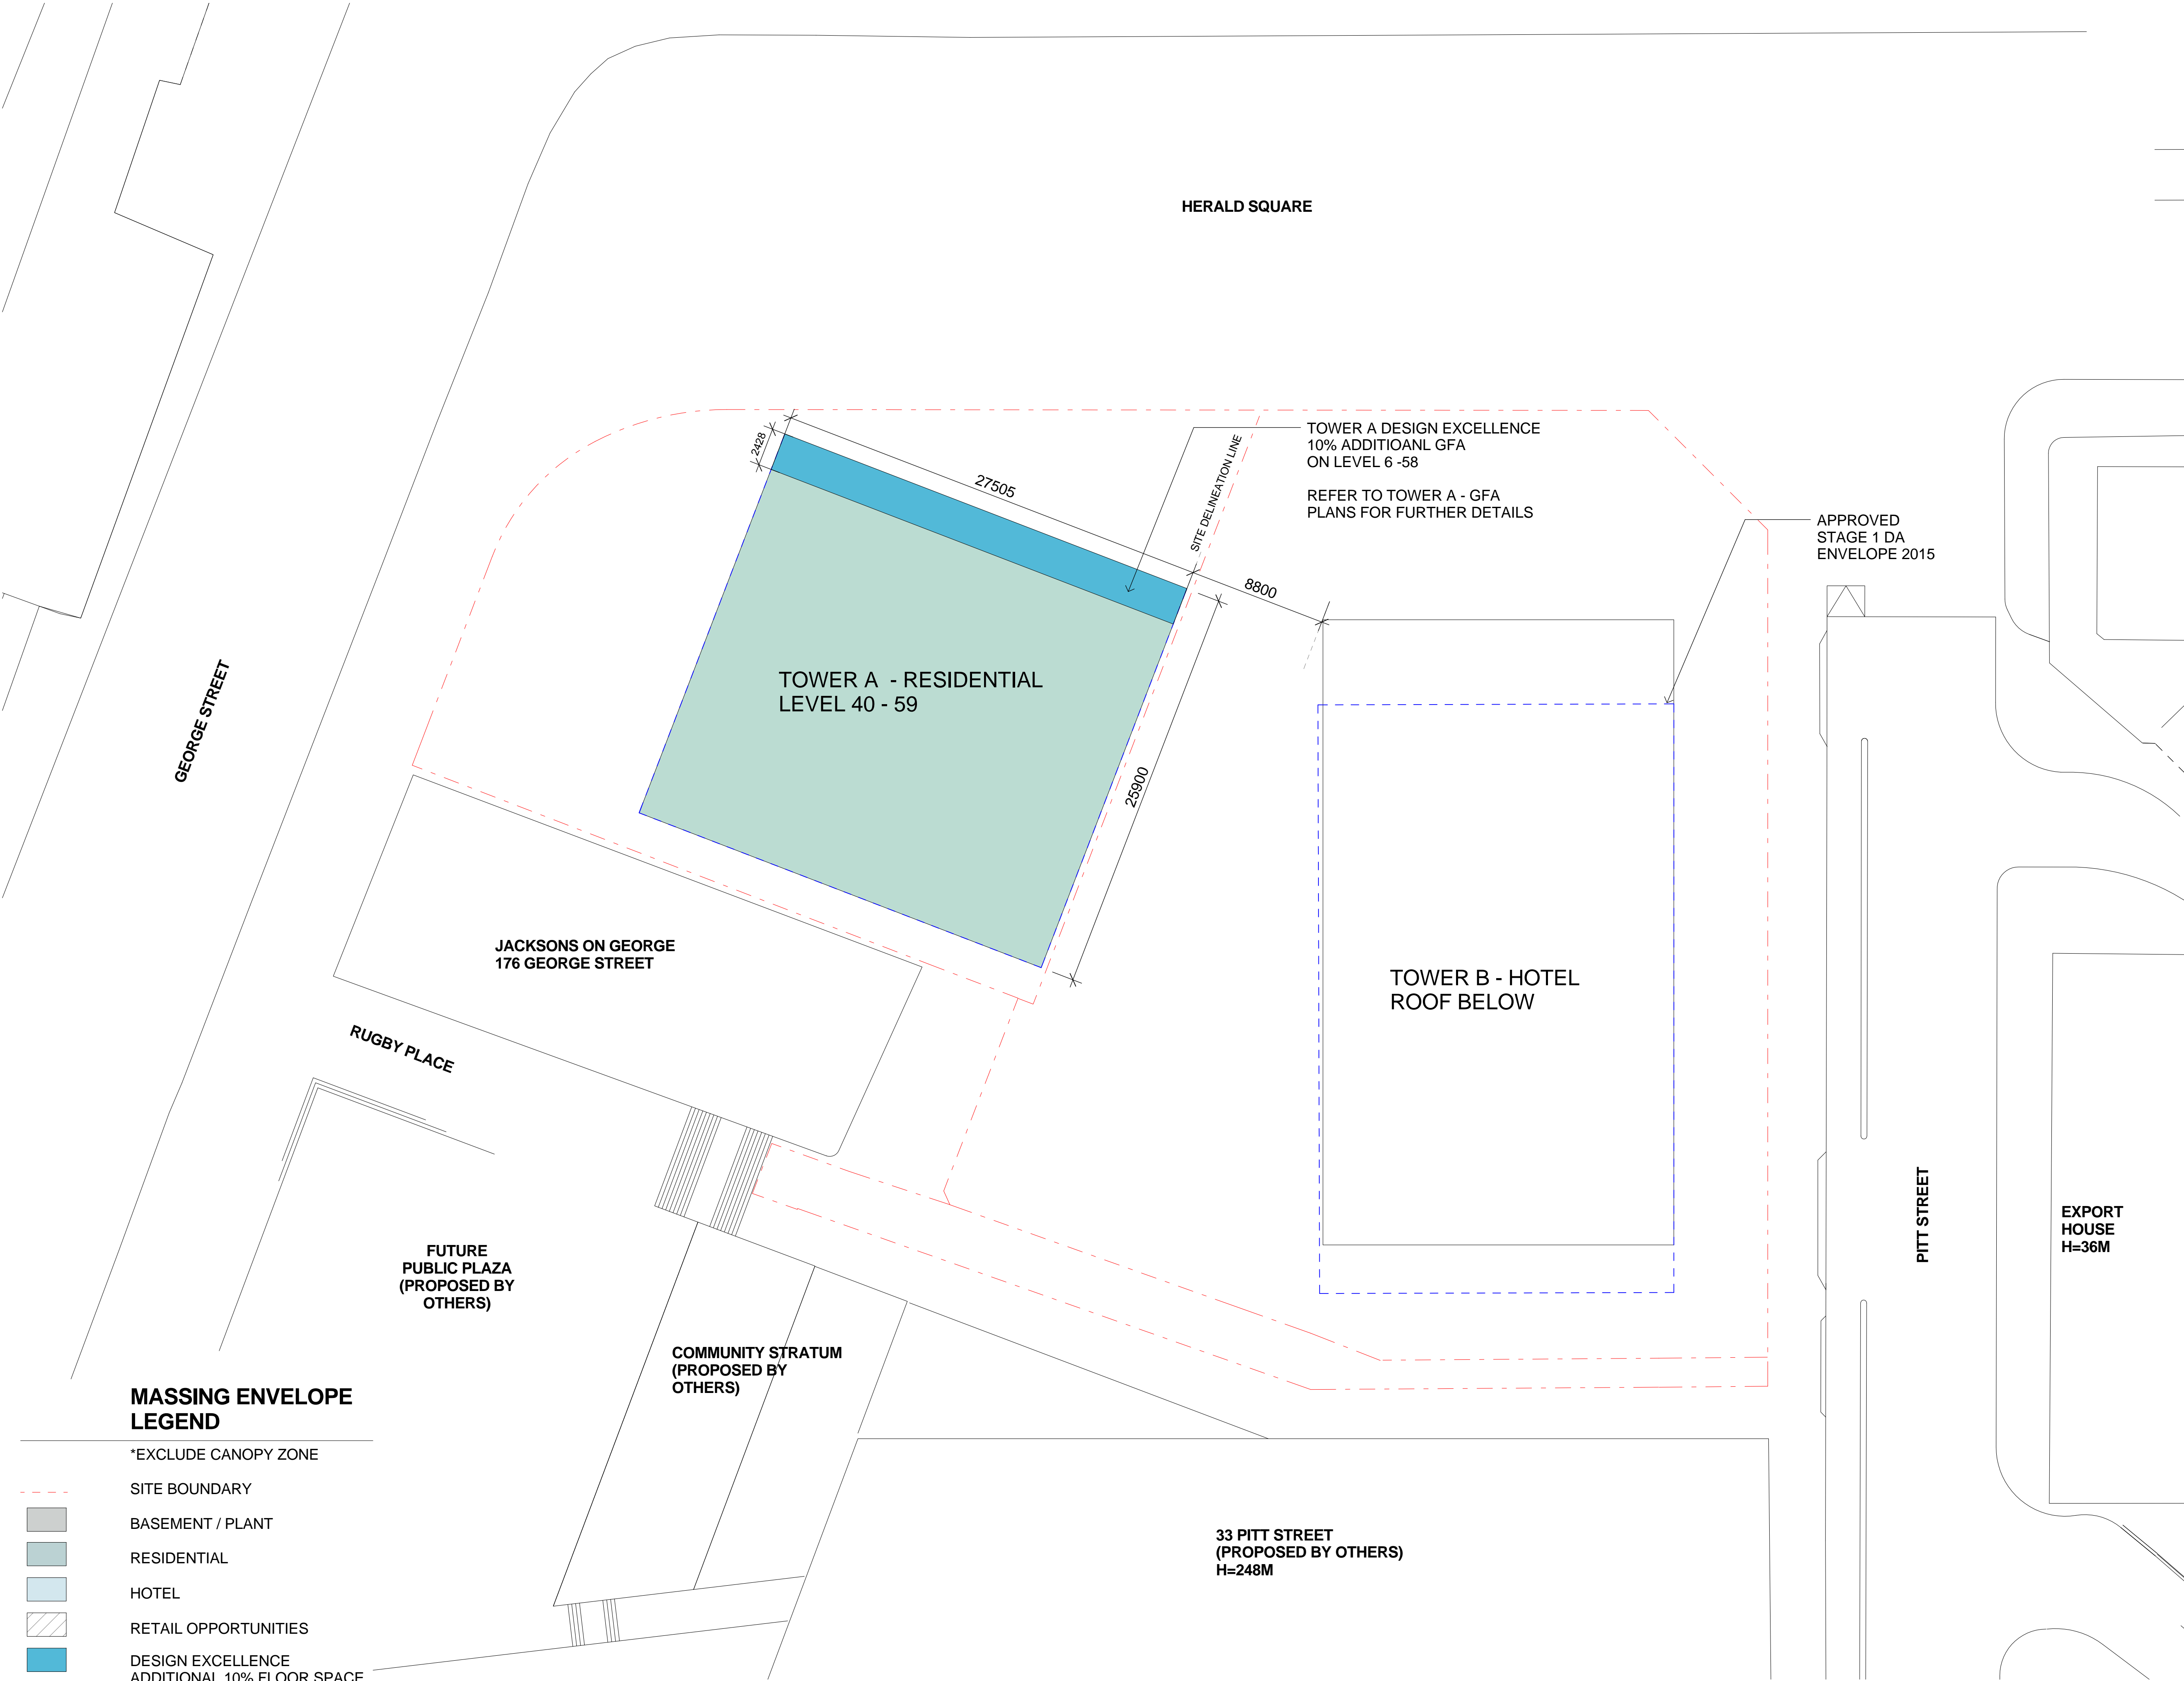 HERALD SQUARE
TOWER A DESIGN EXCELLENCE
10% ADDITIOANL GFA
ON LEVEL 6 -58
REFER TO TOWER A - GFA
PLANS FOR FURTHER DETAILS
2428
27505
SITE DELINEATION LINE
8800
APPROVED
STAGE 1 DA
ENVELOPE 2015
TOWER A - RESIDENTIAL
LEVEL 40 - 59
GEORGE STREET
25900
JACKSONS ON GEORGE
176 GEORGE STREET
TOWER B - HOTEL
ROOF BELOW
RUGBY PLACE
PITT STREET
EXPORT
HOUSE
H=36M
FUTURE
PUBLIC PLAZA
(PROPOSED BY
OTHERS)
COMMUNITY STRATUM
(PROPOSED BY
OTHERS)
33 PITT STREET
(PROPOSED BY OTHERS)
H=248M
MASSING ENVELOPE
LEGEND
*EXCLUDE CANOPY ZONE
SITE BOUNDARY
BASEMENT / PLANT
RESIDENTIAL
HOTEL
RETAIL OPPORTUNITIES
DESIGN EXCELLENCE
ADDITIONAL 10% FLOOR SPACE